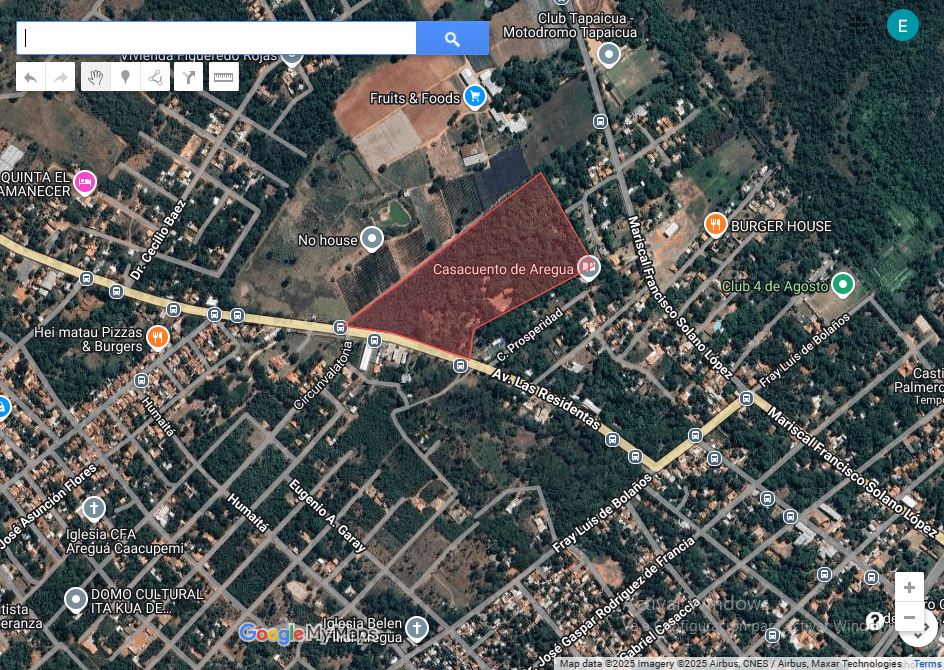 Club Tapaicua -
Motodromo Tapaicua
E
Vivienda Figueredo Rojas
Fruits & Foods
QUINTA EL
AMANECER
Dr. Cecilio Baez
No house
BURGER HOUSE
Mariscal Francisco Solano López
Casacuento de Aregua
Club 4 de Agosto
Hei matau Pizzas
& Burgers
C. Prosperidad
Circunvalatoria
Fray Luis de Bolaños
Av. Las Residentas
Humaitá
Mariscal Francisco Solano López
José Asunción Flores
Humaitá
Eugenio A. Garay
Fray Luis de Bolaños
Iglesia CFA
Areguá Caacupemi
José Gaspar Rodríguez de Francia
Gabriel Casaccia
DOMO CULTURAL
ITA KUA DE...
Iglesia Belen
Google My Maps
Map data ©2025 Imagery ©2025 Airbus, CNES / Airbus, Maxar Technologies
Terms